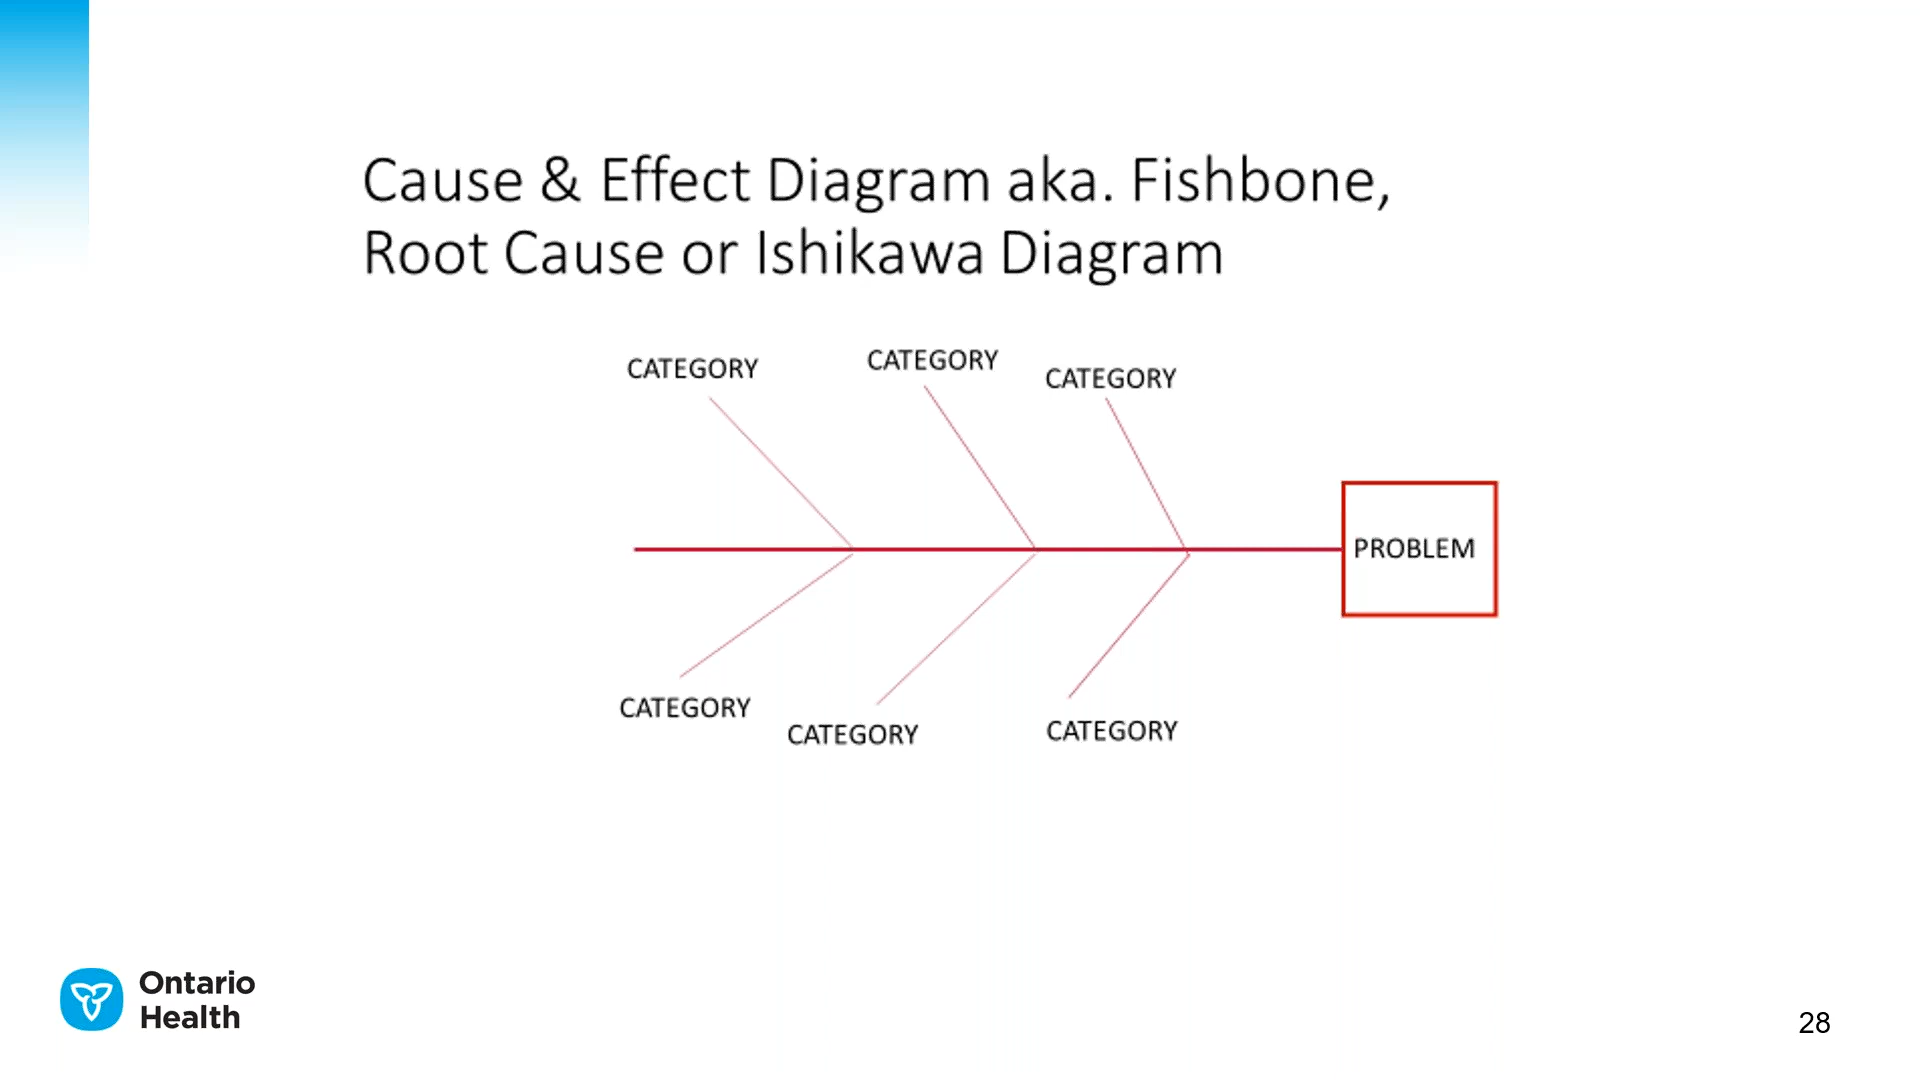 Cause & Effect Diagram aka. Fishbone,
Root Cause or Ishikawa Diagram
CATEGORY
CATEGORY
CATEGORY
PROBLEM
CATEGORY
CATEGORY
CATEGORY
Ontario
Health
28